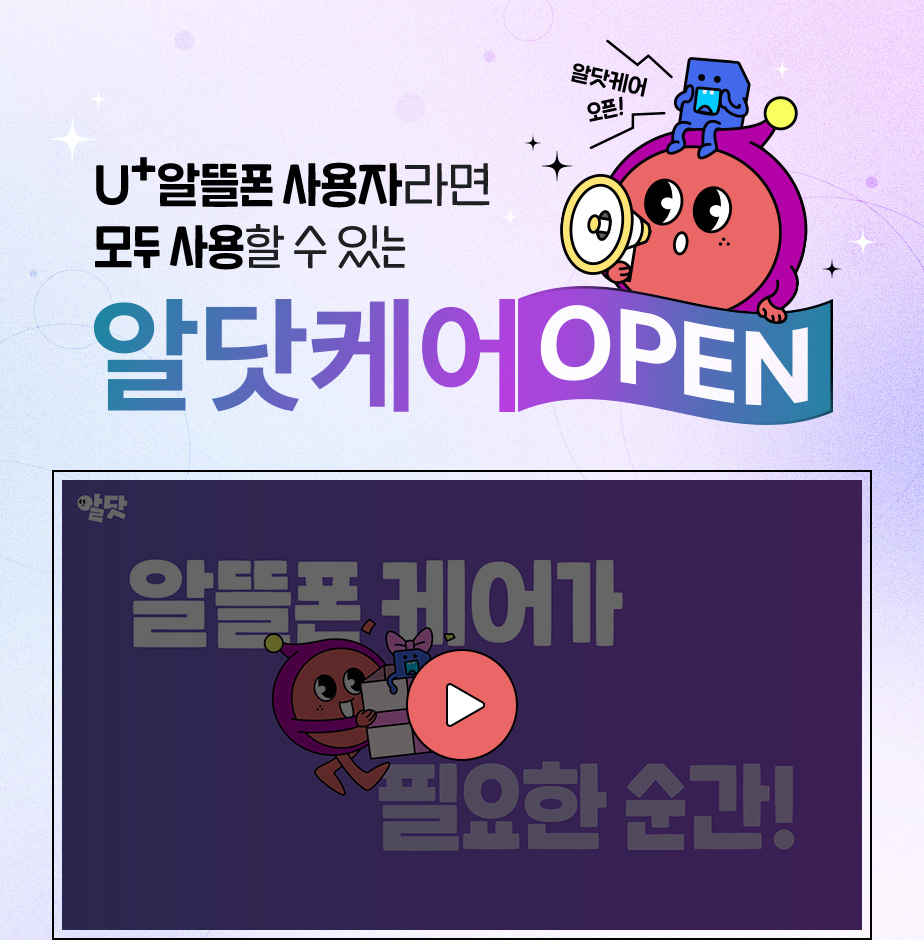 알닷케어
오픈!
U+알뜰폰 사용자라면
모두 사용할 수 있는
알닷케어 OPEN
알닷
알뜰폰 케어가
필요한 순간!